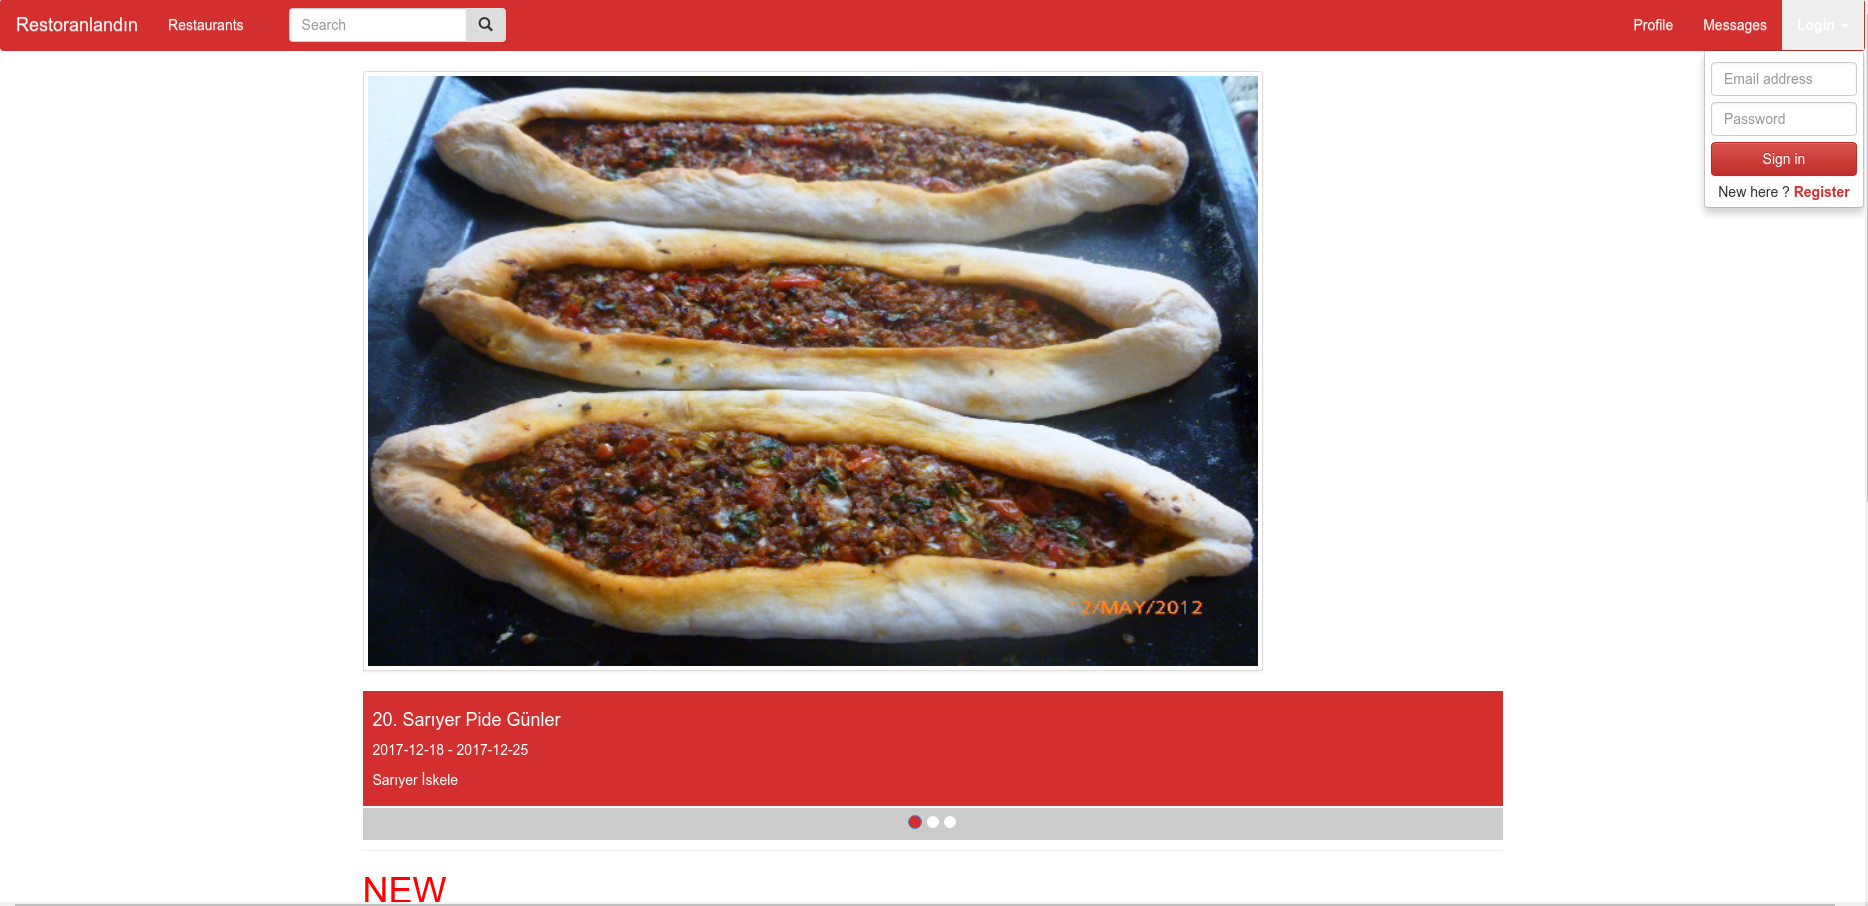 Restoranlandın Restaurants Search Profile Messages Login
Email address
Password
Sign in
New here ? Register
2/MAY/2012
20. Sarıyer Pide Günler
2017-12-18 - 2017-12-25
Sarıyer İskele
NEW